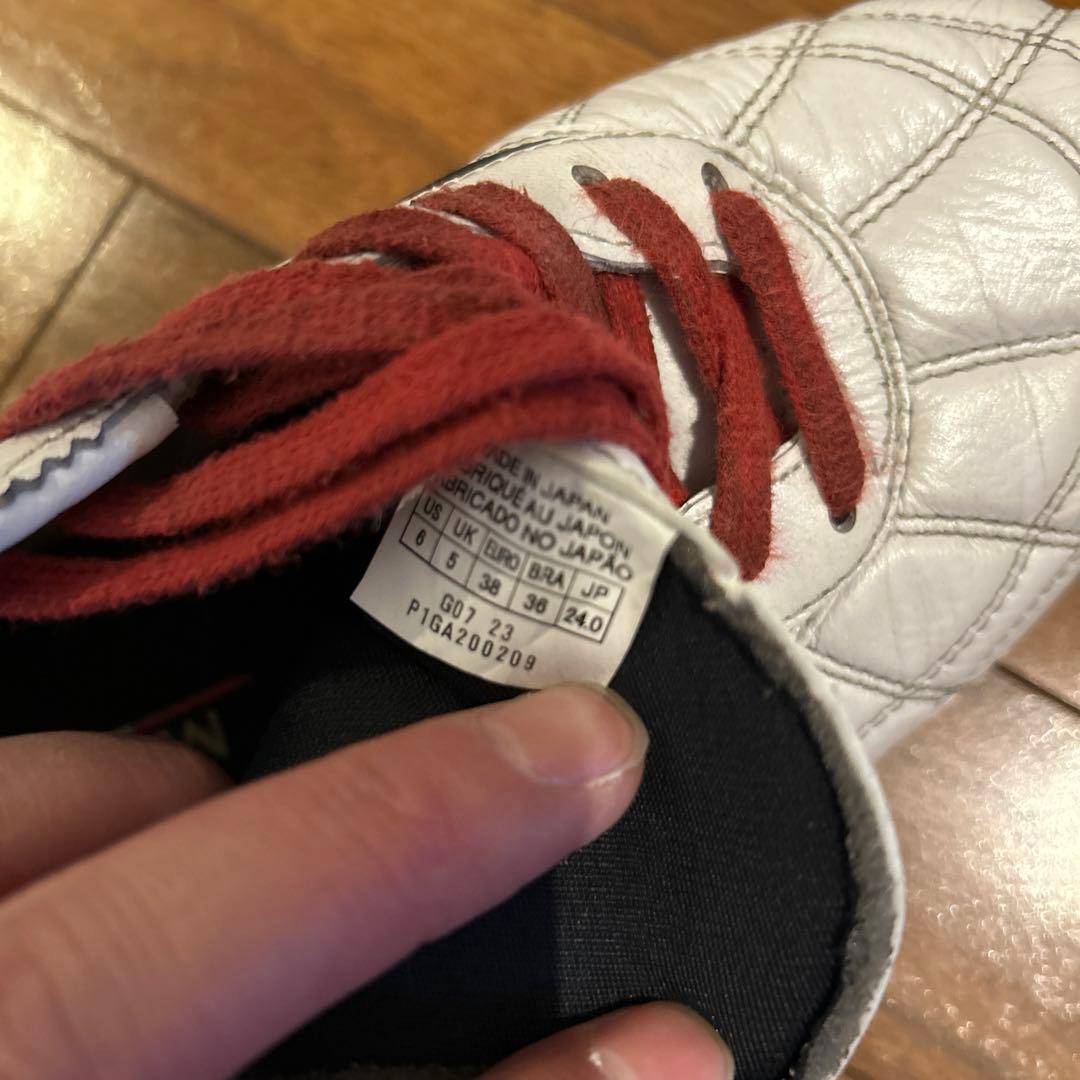 MADE IN JAPAN
FABRIQUÉ AU JAPON
FABRICADO NO JAPÃO
US UK EURO BRA JP
6 5 38 36 24.0
G07 23
P1GA200209